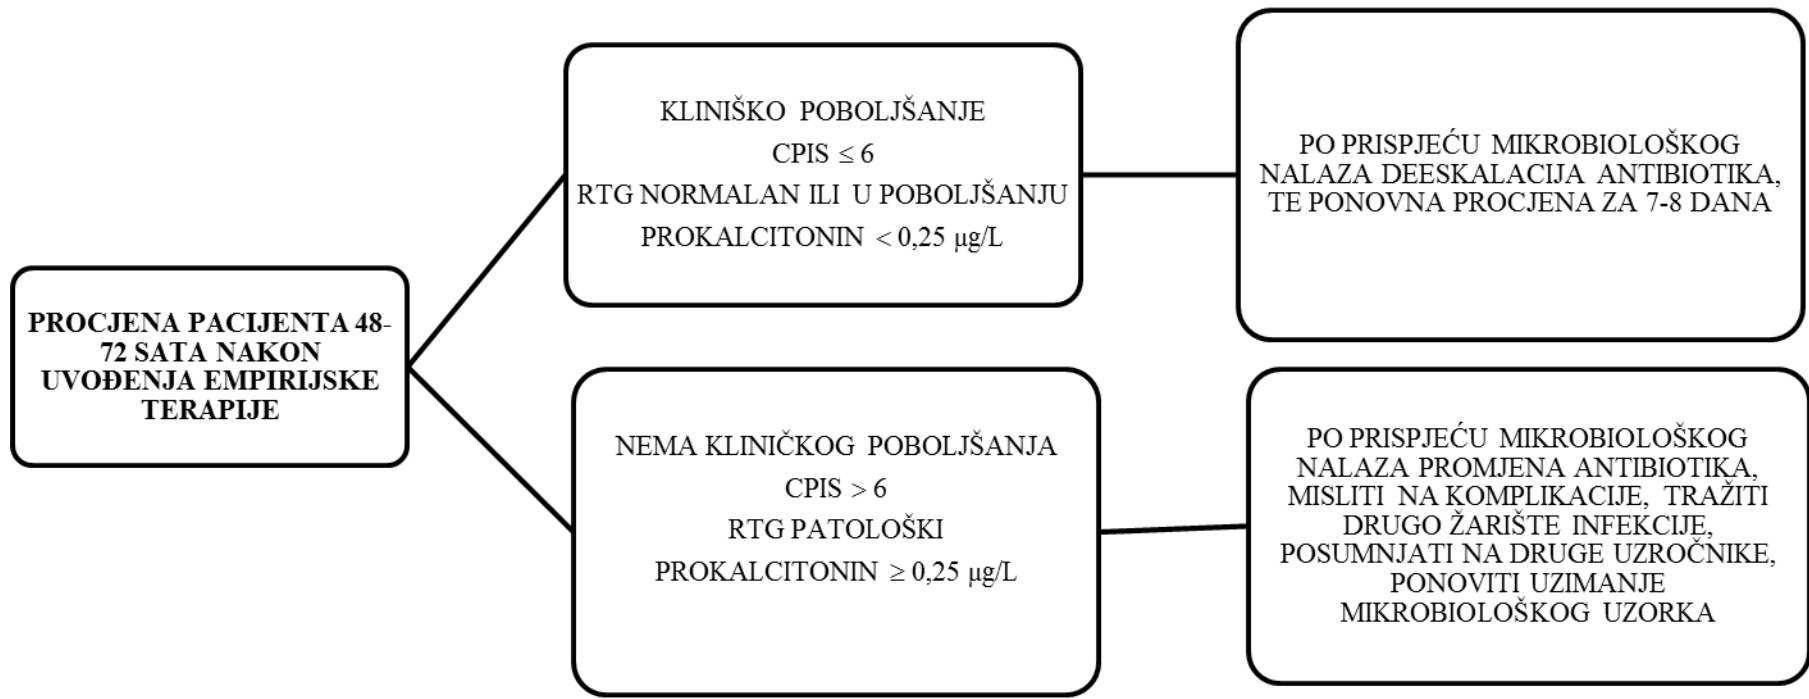 PROCJENA PACIJENTA 48-
72 SATA NAKON
UVOĐENJA EMPIRIJSKE
TERAPIJE
KLINIŠKO POBOLJŠANJE
CPIS ≤ 6
RTG NORMALAN ILI U POBOLJŠANJU
PROKALCITONIN < 0,25 µg/L
PO PRISPJEĆU MIKROBIOLOŠKOG
NALAZA DEESKALACIJA ANTIBIOTIKA,
TE PONOVNA PROCJENA ZA 7-8 DANA
NEMA KLINIČKOG POBOLJŠANJA
CPIS > 6
RTG PATOLOŠKI
PROKALCITONIN ≥ 0,25 µg/L
PO PRISPJEĆU MIKROBIOLOŠKOG
NALAZA PROMJENA ANTIBIOTIKA,
MISLITI NA KOMPLIKACIJE, TRAŽITI
DRUGO ŽARIŠTE INFEKCIJE,
POSUMNJATI NA DRUGE UZROČNIKE,
PONOVITI UZIMANJE
MIKROBIOLOŠKOG UZORKA